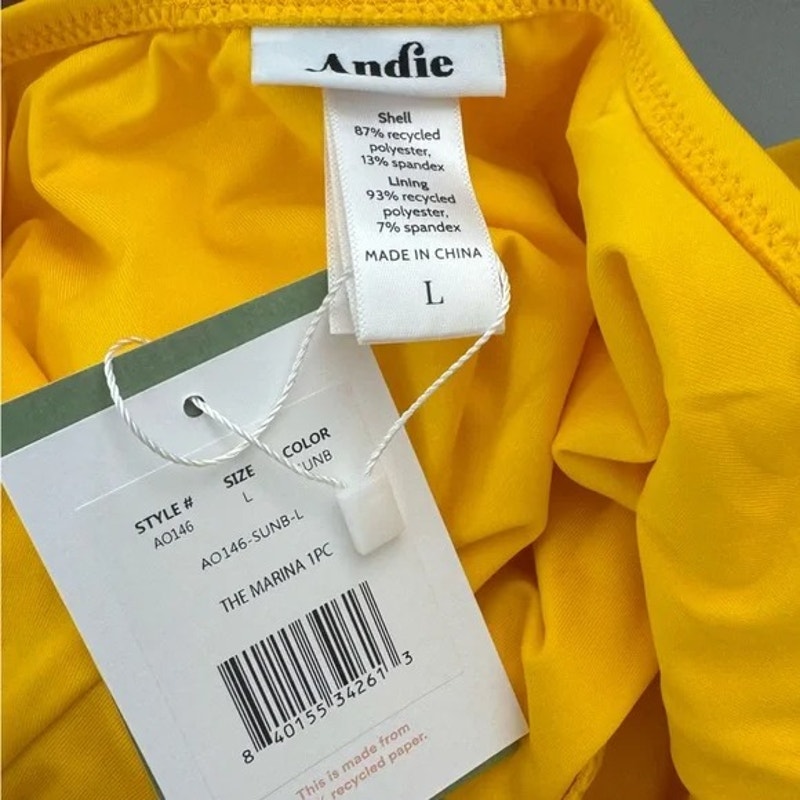 Andie
Shell
87% recycled
polyester,
13% spandex
Lining
93% recycled
polyester,
7% spandex
MADE IN CHINA
L
STYLE # SIZE COLOR
AO146 L SUNB
AO146-SUNB-L
THE MARINA 1PC
8 40155 34261 3
This is made from
% recycled paper.